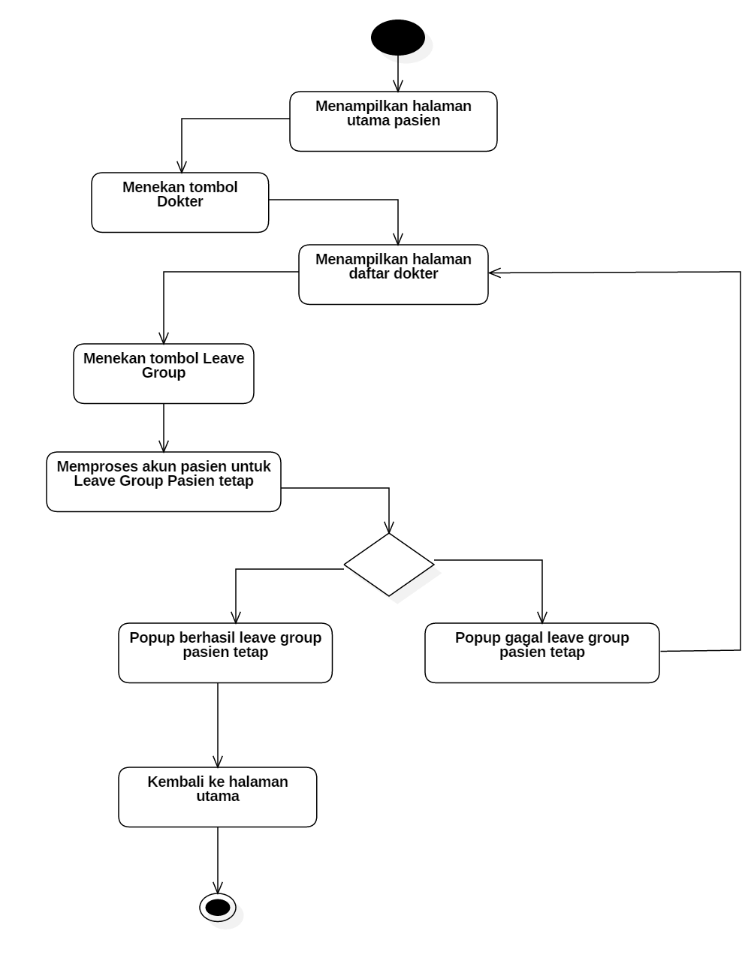 Menampilkan halaman
utama pasien
Menekan tombol
Dokter
Menampilkan halaman
daftar dokter
Menekan tombol Leave
Group
Memproses akun pasien untuk
Leave Group Pasien tetap
Popup berhasil leave group
pasien tetap
Popup gagal leave group
pasien tetap
Kembali ke halaman
utama